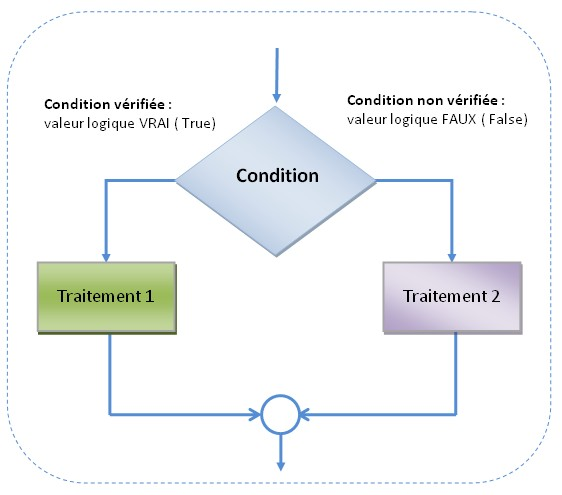 Condition vérifiée :
valeur logique VRAI ( True)
Condition non vérifiée :
valeur logique FAUX ( False)
Condition
Traitement 1
Traitement 2